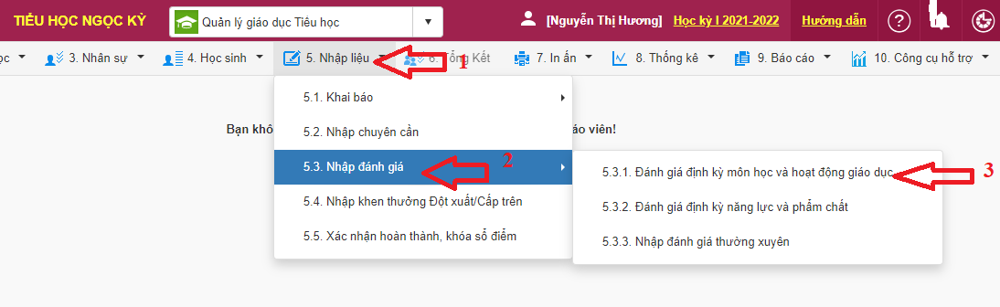 TIỂU HỌC NGỌC KỲ Quản lý giáo dục Tiểu học [Nguyễn Thị Hương] Học kỳ I 2021-2022 Hướng dẫn ?
3. Nhân sự 4. Học sinh 5. Nhập liệu 1 6. Tổng Kết 7. In ấn 8. Thống kê 9. Báo cáo 10. Công cụ hỗ trợ
5.1. Khai báo
Bạn 5.2. Nhập chuyên cần viên!
5.3. Nhập đánh giá 2 5.3.1. Đánh giá định kỳ môn học và hoạt động giáo dục 3
5.4. Nhập khen thưởng Đột xuất/Cấp trên 5.3.2. Đánh giá định kỳ năng lực và phẩm chất
5.5. Xác nhận hoàn thành, khóa sổ điểm 5.3.3. Nhập đánh giá thường xuyên